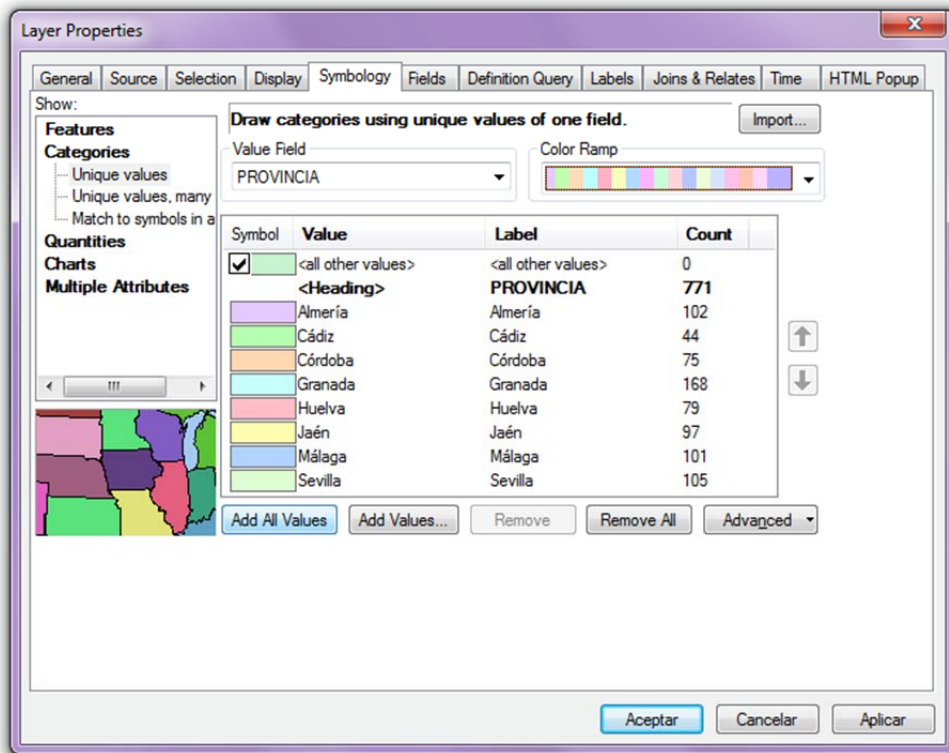 Layer Properties
General Source Selection Display Symbology Fields Definition Query Labels Joins & Relates Time HTML Popup
Show:
Features
Categories
Unique values
Unique values, many
Match to symbols in a
Quantities
Charts
Multiple Attributes
Draw categories using unique values of one field.
Import...
Value Field
PROVINCIA
Color Ramp
Symbol Value Label Count
<all other values> <all other values> 0
<Heading> PROVINCIA 771
Almería Almería 102
Cádiz Cádiz 44
Córdoba Córdoba 75
Granada Granada 168
Huelva Huelva 79
Jaén Jaén 97
Málaga Málaga 101
Sevilla Sevilla 105
Add All Values Add Values... Remove Remove All Advanced
Aceptar Cancelar Aplicar